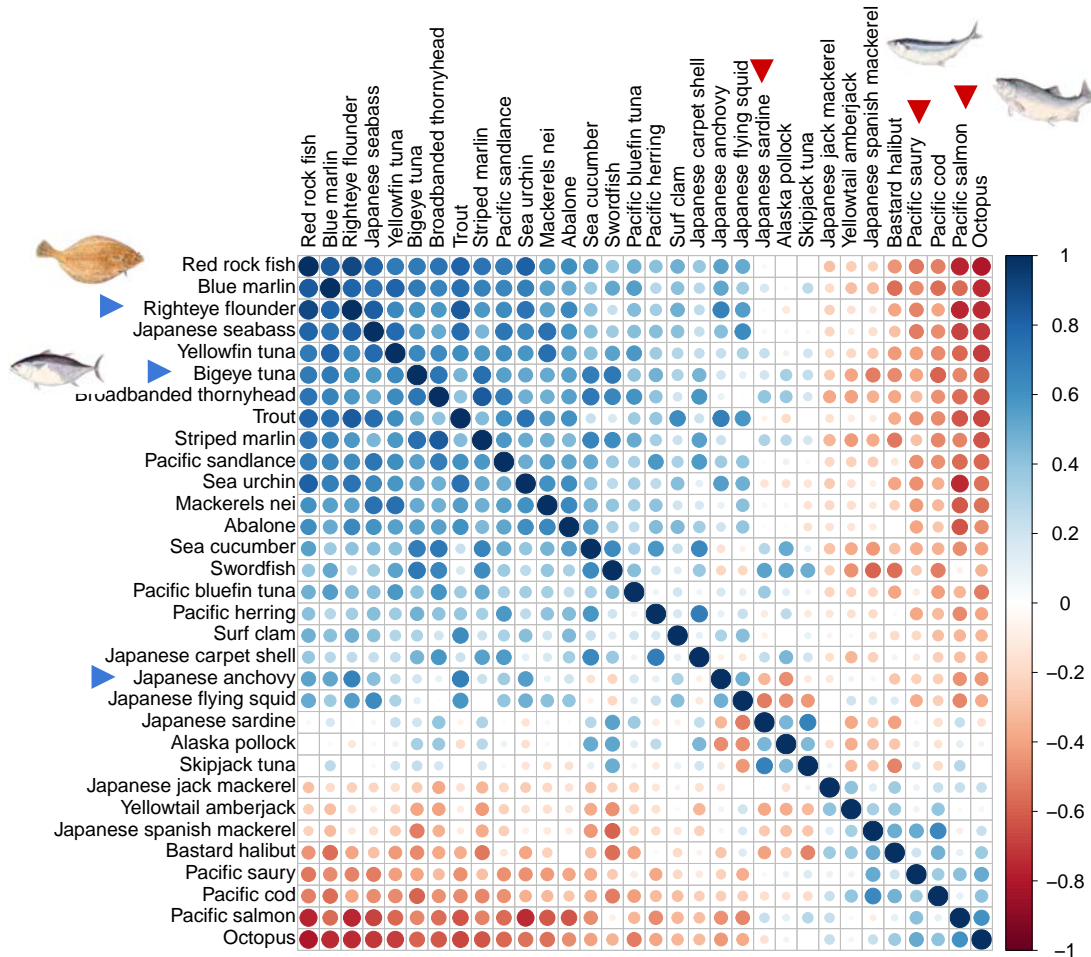 Red rock fish
Blue marlin
Righteye flounder
Japanese seabass
Yellowfin tuna
Bigeye tuna
Broadbanded thornyhead
Trout
Striped marlin
Pacific sandlance
Sea urchin
Mackerels nei
Abalone
Sea cucumber
Swordfish
Pacific bluefin tuna
Pacific herring
Surf clam
Japanese carpet shell
Japanese anchovy
Japanese flying squid
Japanese sardine
Alaska pollock
Skipjack tuna
Japanese jack mackerel
Yellowtail amberjack
Japanese spanish mackerel
Bastard halibut
Pacific saury
Pacific cod
Pacific salmon
Octopus
Red rock fish
Blue marlin
Righteye flounder
Japanese seabass
Yellowfin tuna
Bigeye tuna
Broadbanded thornyhead
Trout
Striped marlin
Pacific sandlance
Sea urchin
Mackerels nei
Abalone
Sea cucumber
Swordfish
Pacific bluefin tuna
Pacific herring
Surf clam
Japanese carpet shell
Japanese anchovy
Japanese flying squid
Japanese sardine
Alaska pollock
Skipjack tuna
Japanese jack mackerel
Yellowtail amberjack
Japanese spanish mackerel
Bastard halibut
Pacific saury
Pacific cod
Pacific salmon
Octopus
1
0.8
0.6
0.4
0.2
0
−0.2
−0.4
−0.6
−0.8
−1